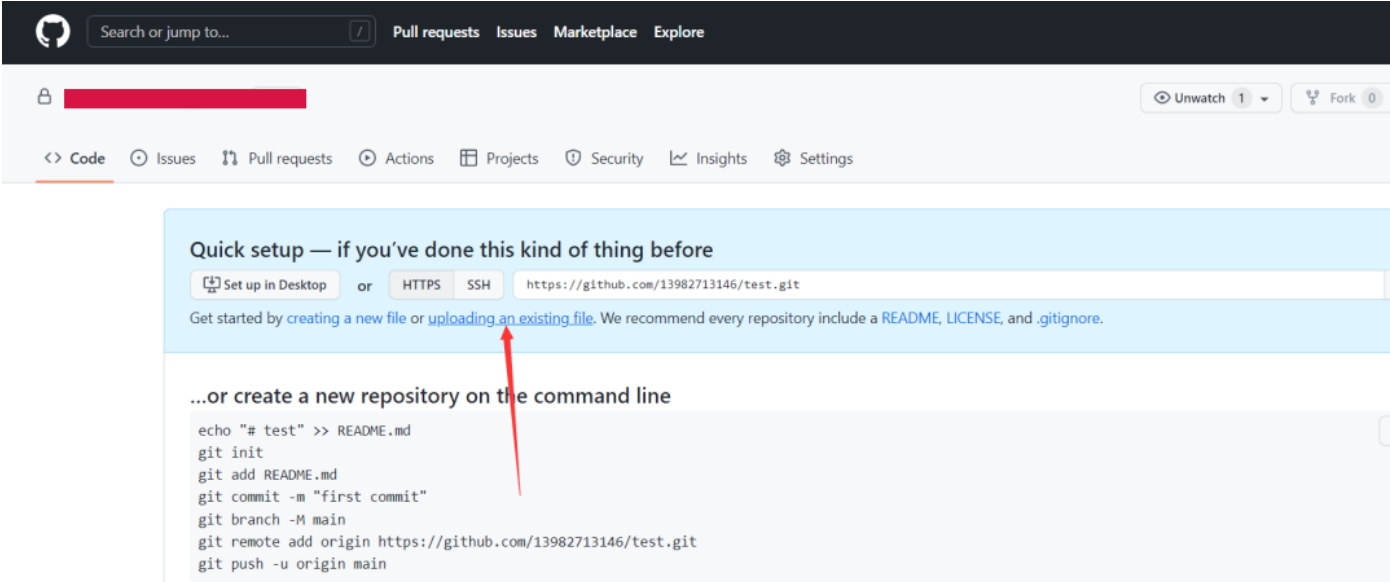 Search or jump to... / Pull requests Issues Marketplace Explore
Unwatch 1 Fork 0
Code Issues Pull requests Actions Projects Security Insights Settings
Quick setup — if you've done this kind of thing before
Set up in Desktop or HTTPS SSH https://github.com/13982713146/test.git
Get started by creating a new file or uploading an existing file. We recommend every repository include a README, LICENSE, and .gitignore.
...or create a new repository on the command line
echo "# test" >> README.md
git init
git add README.md
git commit -m "first commit"
git branch -M main
git remote add origin https://github.com/13982713146/test.git
git push -u origin main